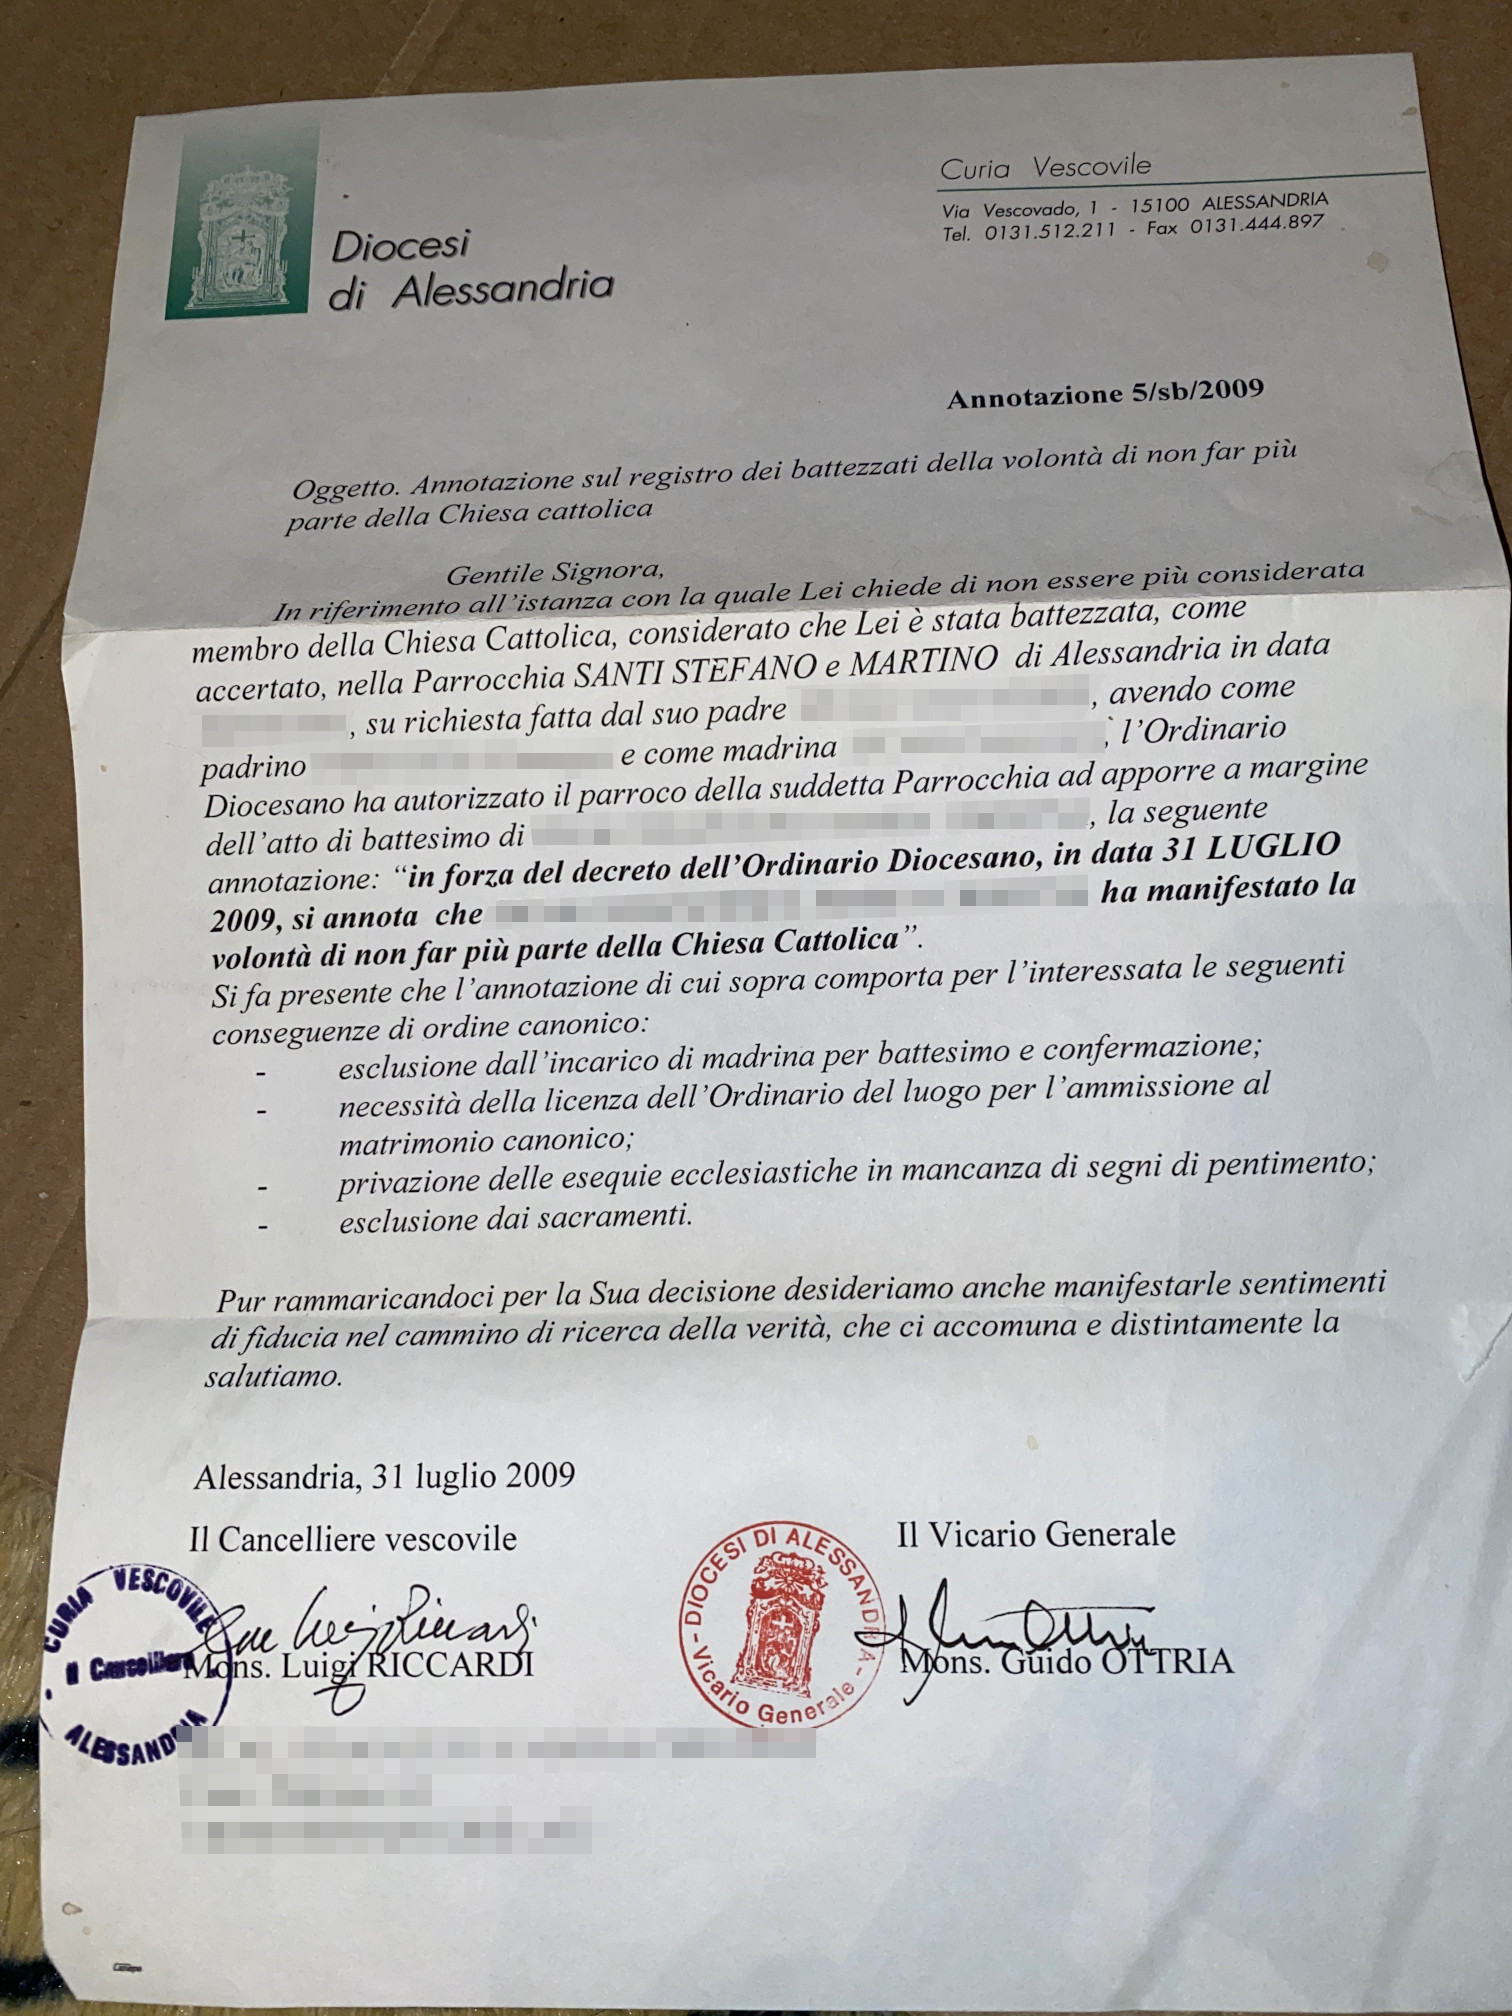 Diocesi
di Alessandria
Curia Vescovile
Via Vescovado, 1 - 15100 ALESSANDRIA
Tel. 0131.512.211 - Fax 0131.444.897
Annotazione 5/sb/2009
Oggetto. Annotazione sul registro dei battezzati della volontà di non far più
parte della Chiesa cattolica
Gentile Signora,
In riferimento all'istanza con la quale Lei chiede di non essere più considerata
membro della Chiesa Cattolica, considerato che Lei è stata battezzata, come
accertato, nella Parrocchia SANTI STEFANO e MARTINO di Alessandria in data
, su richiesta fatta dal suo padre , avendo come
padrino e come madrina , l'Ordinario
Diocesano ha autorizzato il parroco della suddetta Parrocchia ad apporre a margine
dell'atto di battesimo di , la seguente
annotazione: “in forza del decreto dell'Ordinario Diocesano, in data 31 LUGLIO
2009, si annota che ha manifestato la
volontà di non far più parte della Chiesa Cattolica”.
Si fa presente che l'annotazione di cui sopra comporta per l'interessata le seguenti
conseguenze di ordine canonico:
- esclusione dall'incarico di madrina per battesimo e confermazione;
- necessità della licenza dell'Ordinario del luogo per l'ammissione al
matrimonio canonico;
- privazione delle esequie ecclesiastiche in mancanza di segni di pentimento;
- esclusione dai sacramenti.
Pur rammaricandoci per la Sua decisione desideriamo anche manifestarle sentimenti
di fiducia nel cammino di ricerca della verità, che ci accomuna e distintamente la
salutiamo.
Alessandria, 31 luglio 2009
Il Cancelliere vescovile
Il Vicario Generale
CURIA VESCOVILE
Il Cancelliere
ALESSANDRIA
Luigi Riccardi
Mons. Luigi RICCARDI
DIOCESI DI ALESSANDRIA
Vicario Generale
Ottria
Mons. Guido OTTRIA